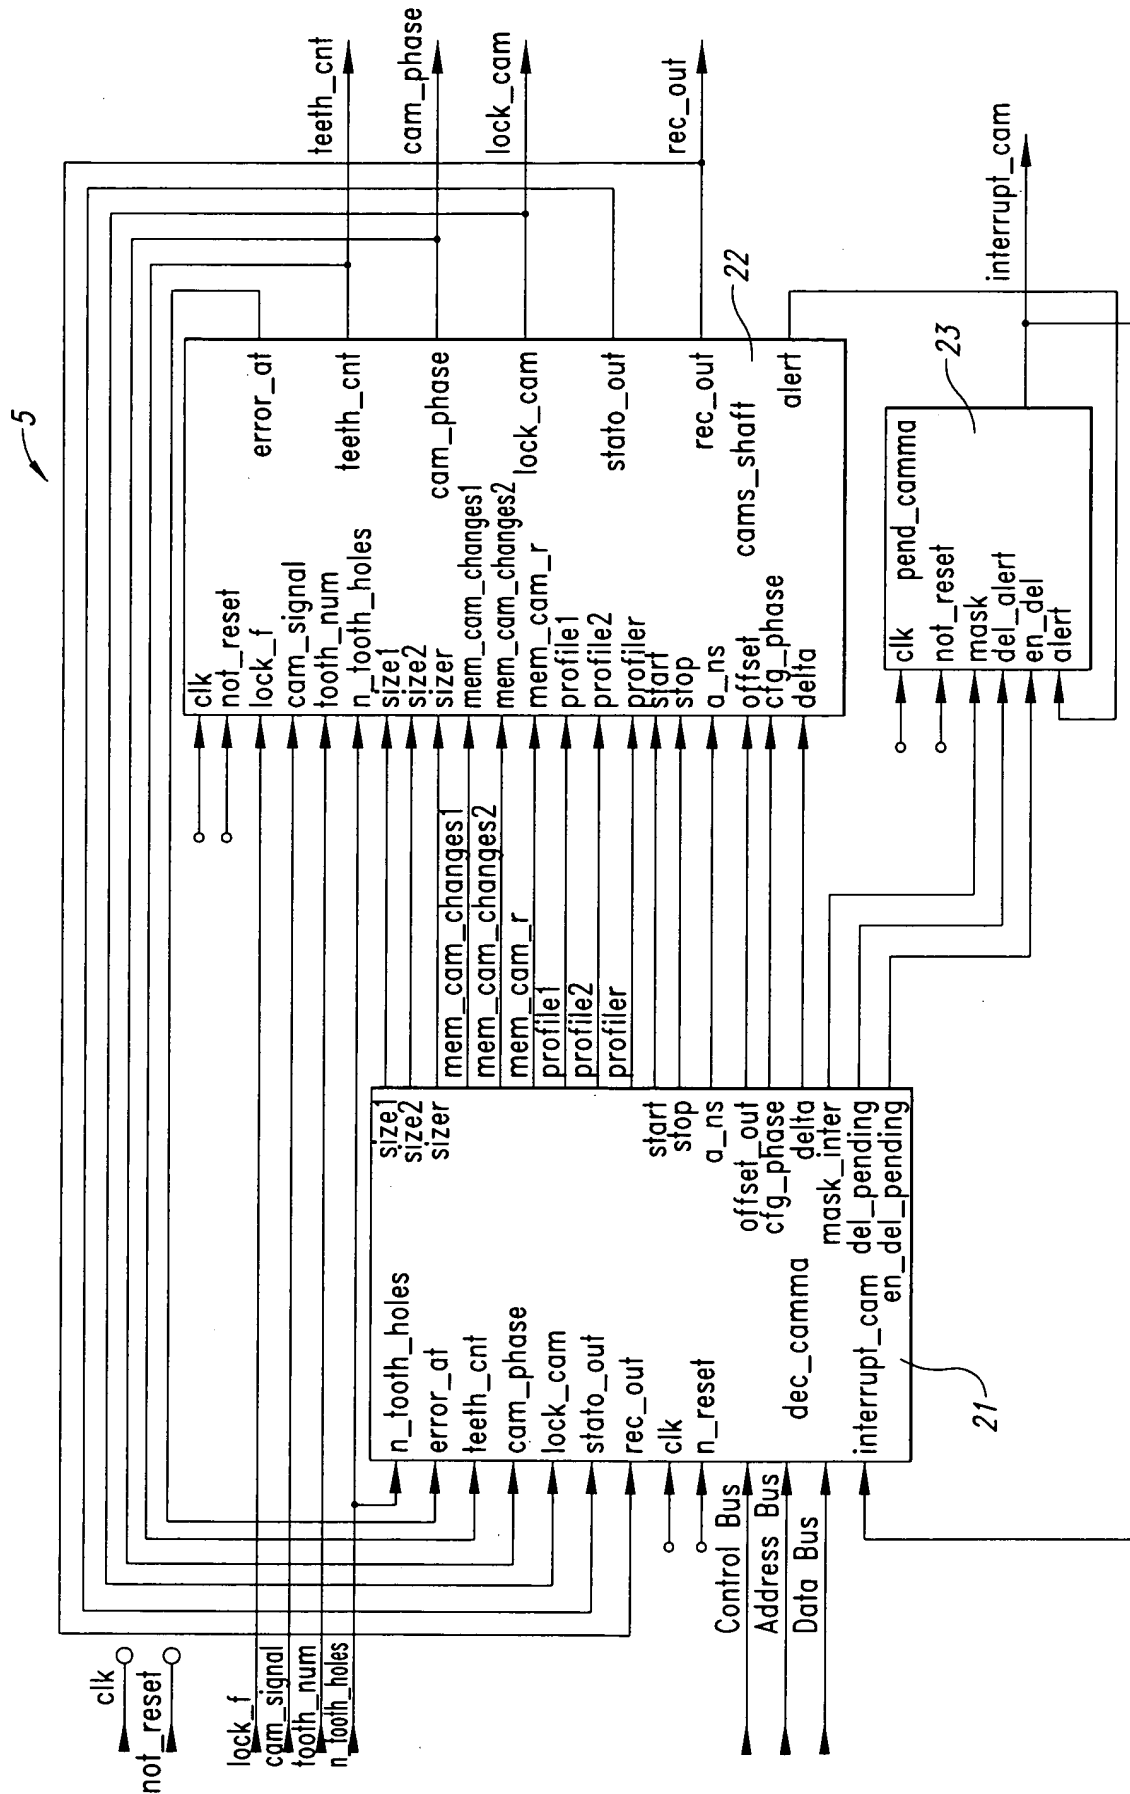 5
clk
not_reset
lock_f
cam_signal
tooth_num
n_tooth_holes
Control Bus
Address Bus
Data Bus
n_tooth_holes
error_at
teeth_cnt
cam_phase
lock_cam
stato_out
rec_out
clk
n_reset
dec_camma
interrupt_cam
21
size1
size2
sizer
start
stop
a_ns
offset_out
cfg_phase
delta
mask_inter
del_pending
en_del_pending
mem_cam_changes1
mem_cam_changes2
mem_cam_r
profile1
profile2
profiler
clk
not_reset
lock_f
cam_signal
tooth_num
n_tooth_holes
size1
size2
sizer
mem_cam_changes1
mem_cam_changes2
mem_cam_r
profile1
profile2
profiler
start
stop
a_ns
offset
cfg_phase
delta
cams_shaft
22
error_at
teeth_cnt
cam_phase
lock_cam
stato_out
rec_out
alert
clk
not_reset
mask
del_alert
en_del
alert
pend_camma
23
teeth_cnt
cam_phase
lock_cam
rec_out
interrupt_cam